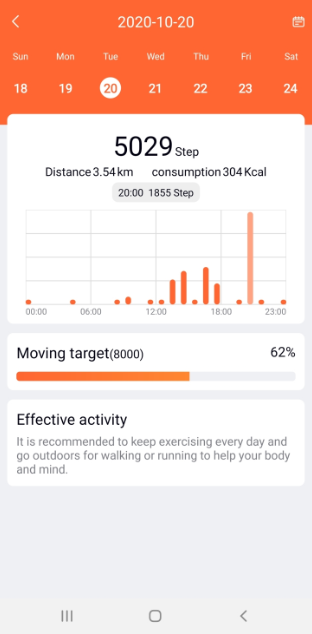 2020-10-20
Sun Mon Tue Wed Thu Fri Sat
18 19 20 21 22 23 24
5029 Step
Distance 3.54 km consumption 304 Kcal
20:00 1855 Step
00:00 06:00 12:00 18:00 23:00
Moving target(8000) 62%
Effective activity
It is recommended to keep exercising every day and
go outdoors for walking or running to help your body
and mind.